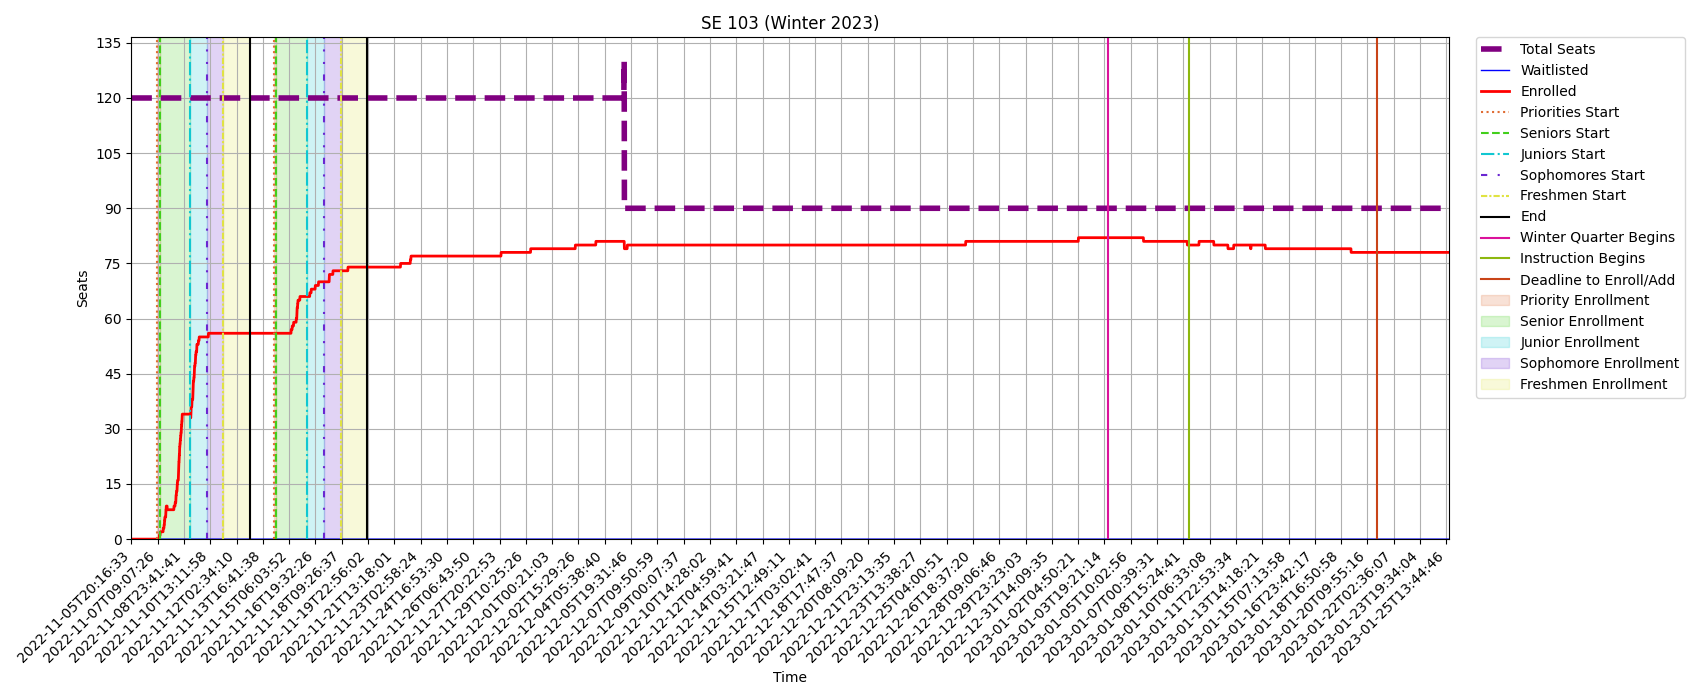 SE 103 (Winter 2023)
135
120
105
90
75
60
45
30
15
0
Seats
2022-11-05T20:16:33
2022-11-07T09:07:26
2022-11-08T23:41:41
2022-11-10T13:11:58
2022-11-12T02:34:10
2022-11-13T16:41:38
2022-11-15T06:03:52
2022-11-16T19:32:26
2022-11-18T09:26:37
2022-11-19T22:56:02
2022-11-21T13:18:01
2022-11-23T02:58:24
2022-11-24T16:53:30
2022-11-26T06:43:50
2022-11-27T20:22:53
2022-11-29T10:25:26
2022-12-01T00:21:03
2022-12-02T15:29:26
2022-12-04T05:38:40
2022-12-05T19:31:46
2022-12-07T09:50:59
2022-12-09T00:07:37
2022-12-10T14:28:02
2022-12-12T04:59:41
2022-12-14T03:21:47
2022-12-15T12:49:11
2022-12-17T03:02:41
2022-12-18T17:47:37
2022-12-20T08:09:20
2022-12-21T23:13:35
2022-12-23T13:38:27
2022-12-25T04:00:51
2022-12-26T18:37:20
2022-12-28T09:06:46
2022-12-29T23:23:03
2022-12-31T14:09:35
2023-01-02T04:50:21
2023-01-03T19:21:14
2023-01-05T10:02:56
2023-01-07T00:39:31
2023-01-08T15:24:41
2023-01-10T06:33:08
2023-01-11T22:53:34
2023-01-13T14:18:21
2023-01-15T07:13:58
2023-01-16T23:42:17
2023-01-18T16:50:58
2023-01-20T09:55:16
2023-01-22T02:36:07
2023-01-23T19:34:04
2023-01-25T13:44:46
Time
Total Seats
Waitlisted
Enrolled
Priorities Start
Seniors Start
Juniors Start
Sophomores Start
Freshmen Start
End
Winter Quarter Begins
Instruction Begins
Deadline to Enroll/Add
Priority Enrollment
Senior Enrollment
Junior Enrollment
Sophomore Enrollment
Freshmen Enrollment